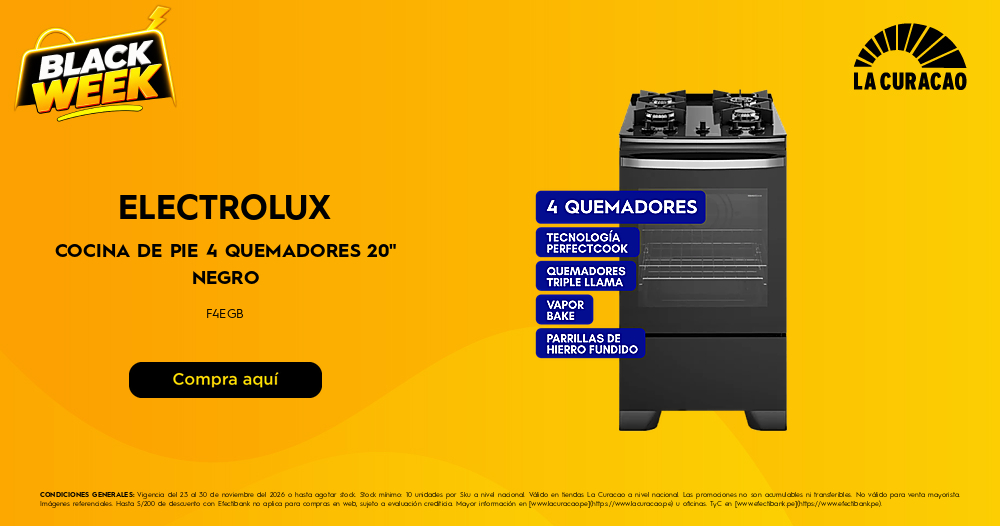 BLACK
WEEK
LA CURACAO
ELECTROLUX
COCINA DE PIE 4 QUEMADORES 20"
NEGRO
F4EGB
Compra aquí
4 QUEMADORES
TECNOLOGÍA
PERFECTCOOK
QUEMADORES
TRIPLE LLAMA
VAPOR
BAKE
PARRILLAS DE
HIERRO FUNDIDO
CONDICIONES GENERALES: Vigencia del 23 al 30 de noviembre del 2026 o hasta agotar stock. Stock mínimo: 10 unidades por Sku a nivel nacional. Válido en tiendas La Curacao a nivel nacional. Las promociones no son acumulables ni transferibles. No válido para venta mayorista.
Imágenes referenciales. Hasta S/200 de descuento con Efectibank no aplica para compras en web, sujeto a evaluación crediticia. Mayor información en [www.lacuracao.pe](https://www.lacuracao.pe) u oficinas. TyC en [www.efectibank.pe](https://www.efectibank.pe).